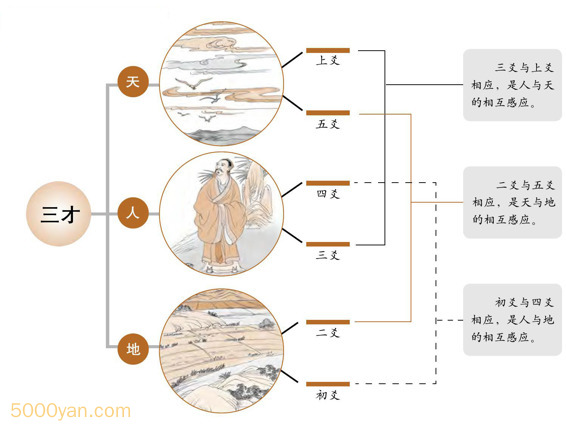 三才
天
人
地
上爻
五爻
四爻
三爻
二爻
初爻
三爻与上爻
相应，是人与天
的相互感应。
二爻与五爻
相应，是天与地
的相互感应。
初爻与四爻
相应，是人与地
的相互感应。
5000yan.com